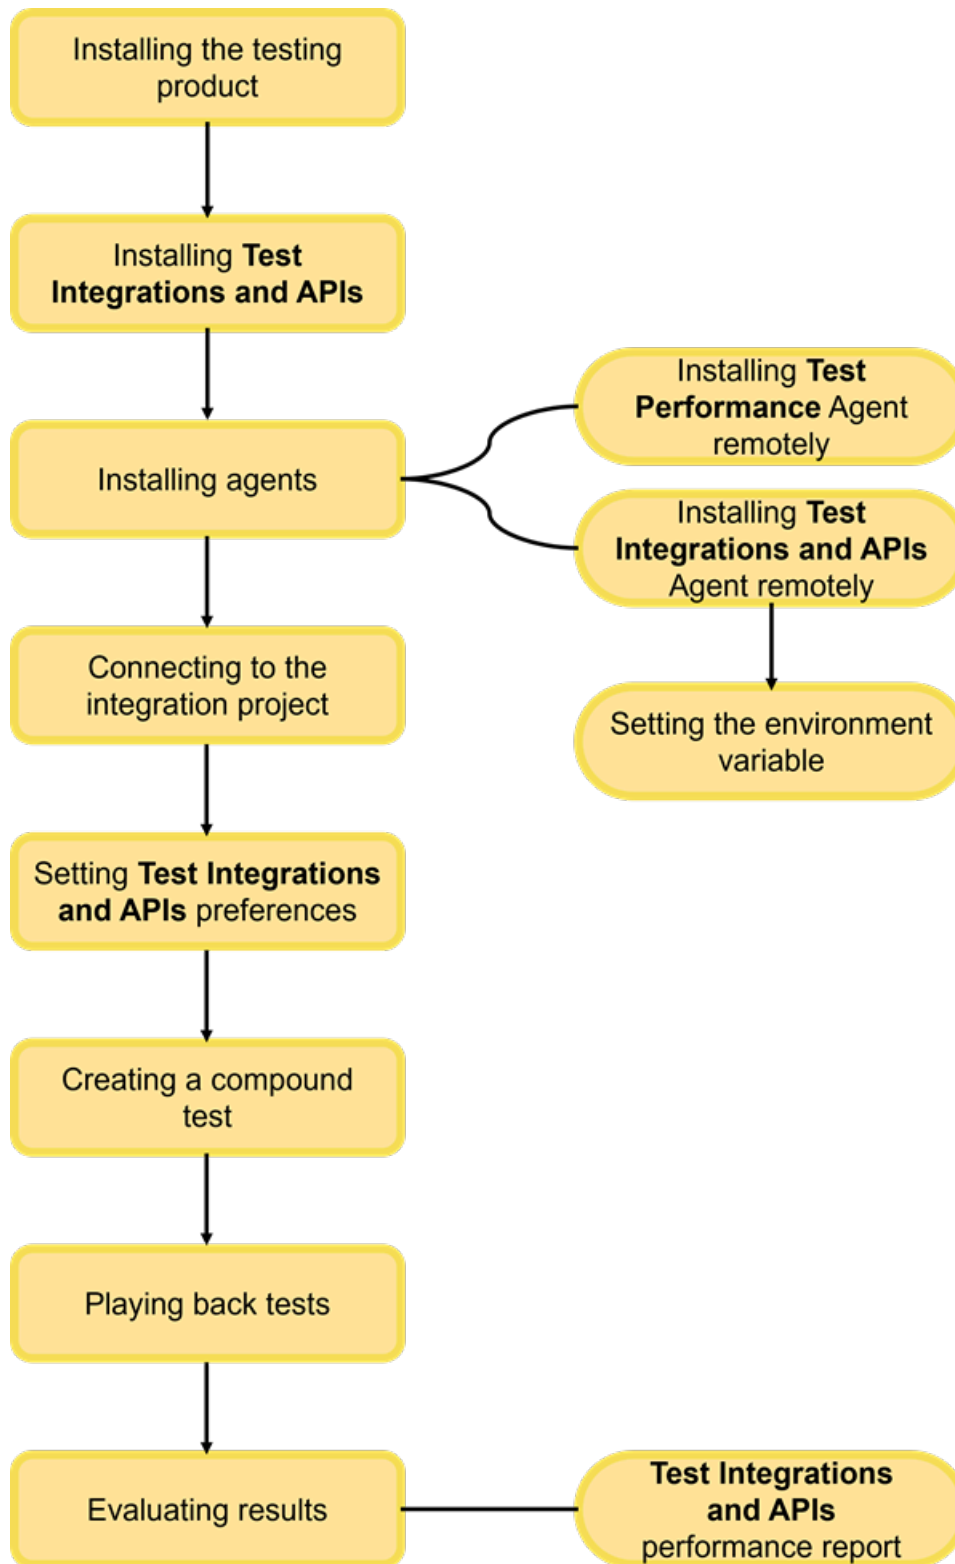 Installing the testing
product
Installing Test
Integrations and APIs
Installing agents
Installing Test
Performance Agent
remotely
Installing Test
Integrations and APIs
Agent remotely
Setting the environment
variable
Connecting to the
integration project
Setting Test Integrations
and APIs preferences
Creating a compound
test
Playing back tests
Evaluating results
Test Integrations
and APIs
performance report